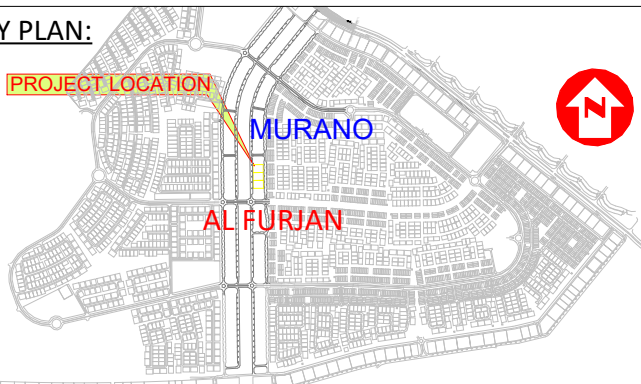 Y PLAN:
PROJECT LOCATION
N
MURANO
AL FURJAN